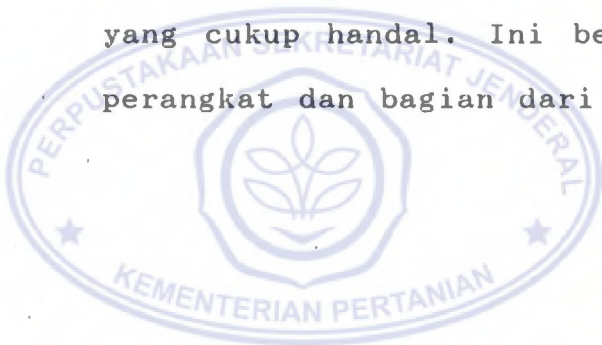 yang cukup handal. Ini be
perangkat dan bagian dari
PERPUSTAKAAN SEKRETARIAT JENDERAL
KEMENTERIAN PERTANIAN